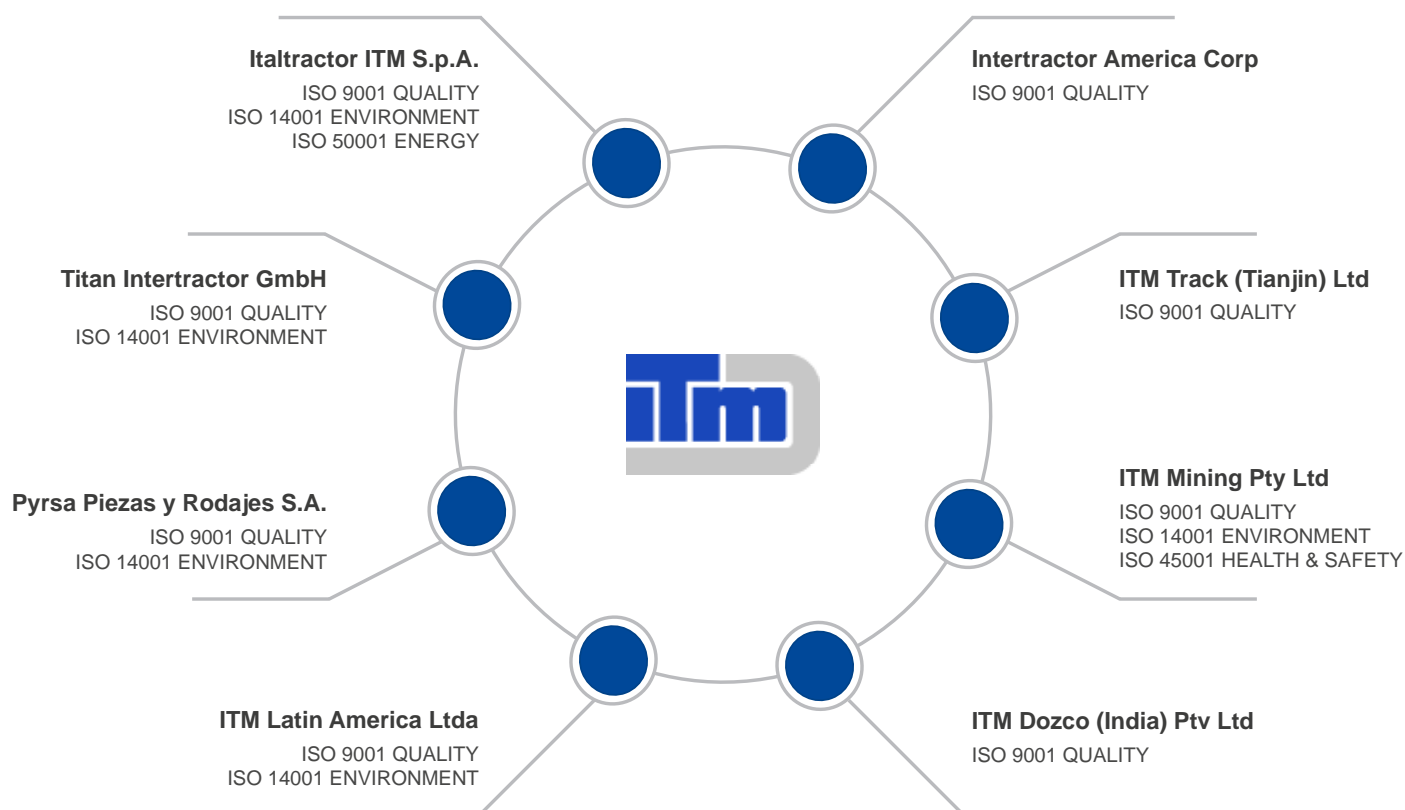 Italtractor ITM S.p.A.
ISO 9001 QUALITY
ISO 14001 ENVIRONMENT
ISO 50001 ENERGY
Intertractor America Corp
ISO 9001 QUALITY
Titan Intertractor GmbH
ISO 9001 QUALITY
ISO 14001 ENVIRONMENT
ITM Track (Tianjin) Ltd
ISO 9001 QUALITY
iTm
Pyrsa Piezas y Rodajes S.A.
ISO 9001 QUALITY
ISO 14001 ENVIRONMENT
ITM Mining Pty Ltd
ISO 9001 QUALITY
ISO 14001 ENVIRONMENT
ISO 45001 HEALTH & SAFETY
ITM Latin America Ltda
ISO 9001 QUALITY
ISO 14001 ENVIRONMENT
ITM Dozco (India) Ptv Ltd
ISO 9001 QUALITY